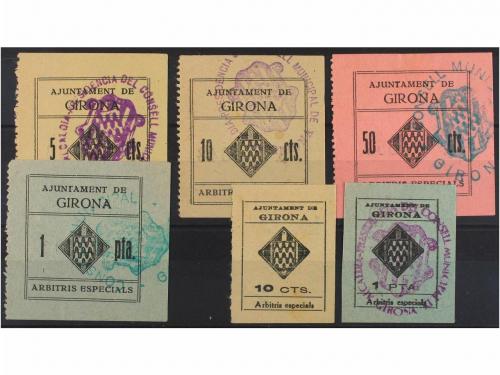 AJUNTAMENT DE
GIRONA
5 cts.
AJUNTAMENT DE
GIRONA
10 cts.
ARBITRIS ESPECIALS
AJUNTAMENT DE
GIRONA
50 cts.
ARBITRIS ESPECIALS
AJUNTAMENT DE
GIRONA
1 pta.
ARBITRIS ESPECIALS
AJUNTAMENT DE
GIRONA
10 CTS.
Arbitris especials
AJUNTAMENT DE
GIRONA
1 PTA
Arbitris especials